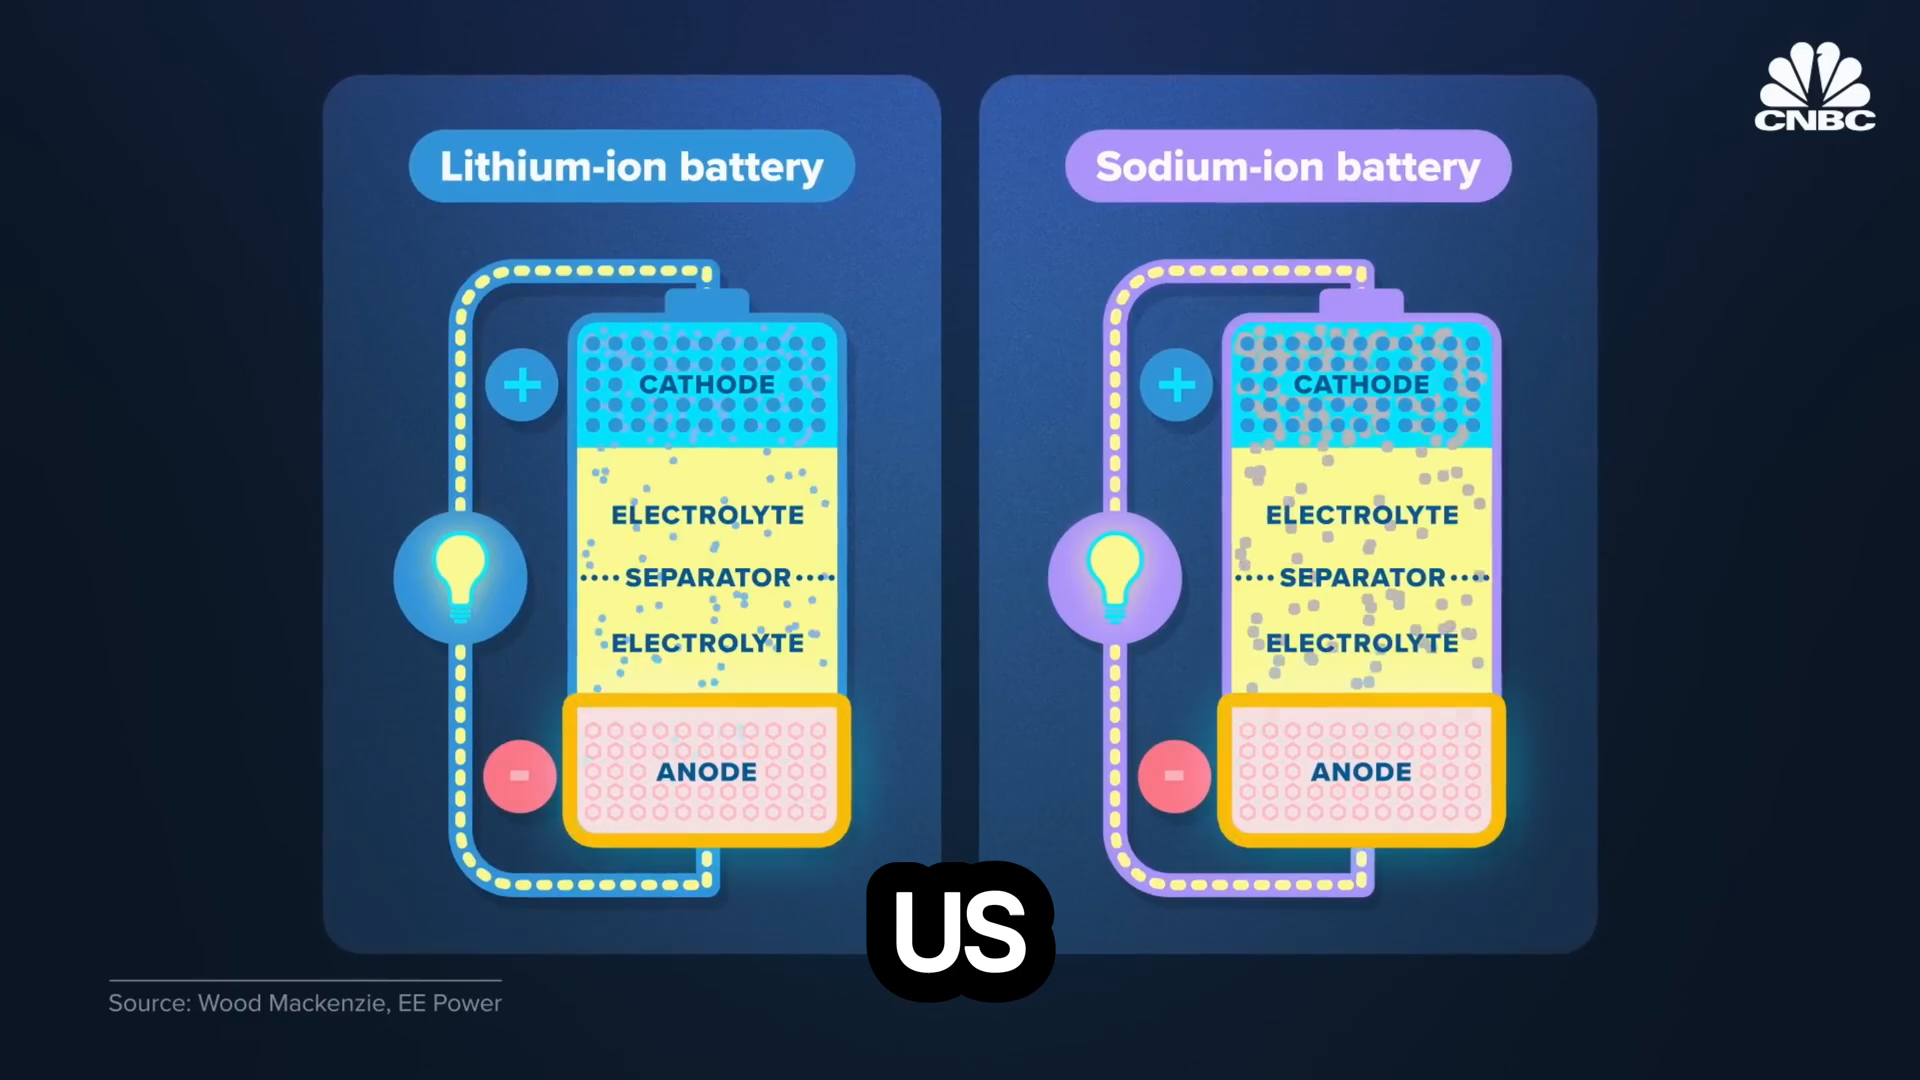 CNBC
Lithium-ion battery
+
CATHODE
ELECTROLYTE
SEPARATOR
ELECTROLYTE
-
ANODE
Sodium-ion battery
+
CATHODE
ELECTROLYTE
SEPARATOR
ELECTROLYTE
-
ANODE
US
Source: Wood Mackenzie, EE Power